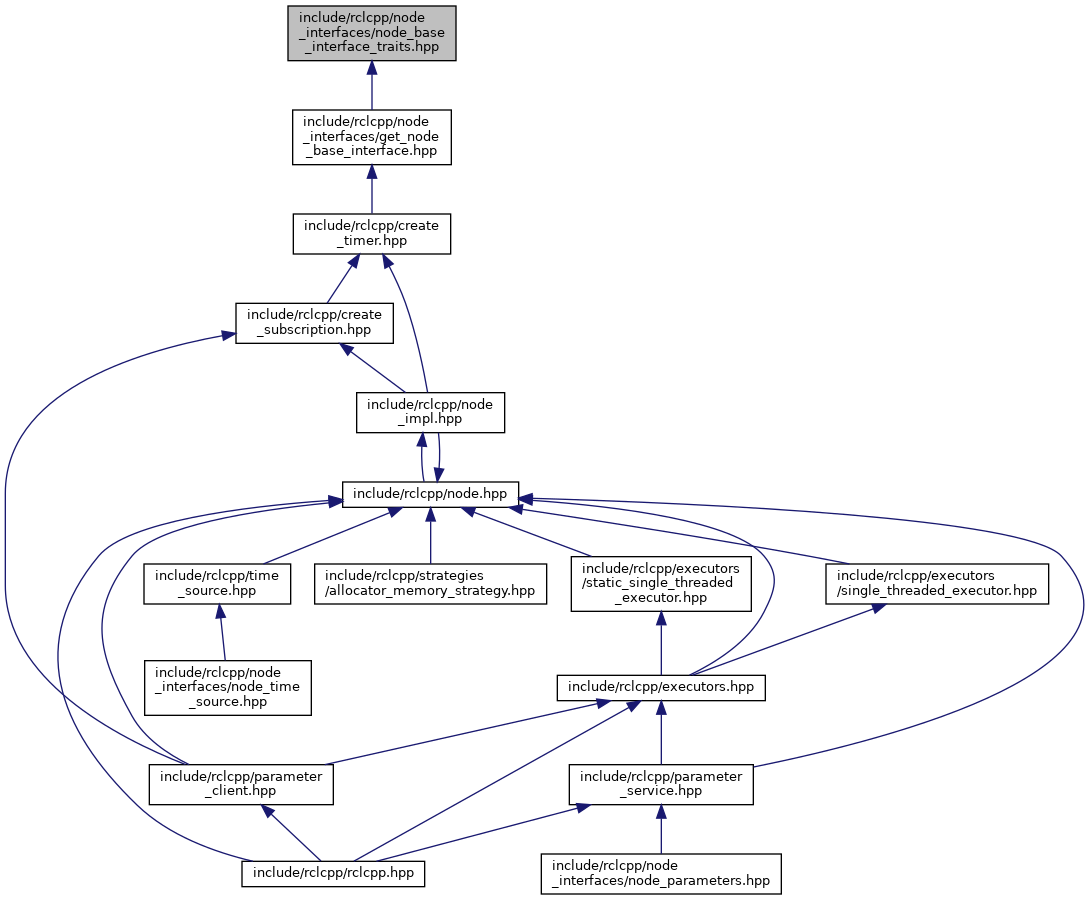 include/rclcpp/node
_interfaces/node_base
_interface_traits.hpp
include/rclcpp/node
_interfaces/get_node
_base_interface.hpp
include/rclcpp/create
_timer.hpp
include/rclcpp/create
_subscription.hpp
include/rclcpp/node
_impl.hpp
include/rclcpp/node.hpp
include/rclcpp/time
_source.hpp
include/rclcpp/strategies
/allocator_memory_strategy.hpp
include/rclcpp/executors
/static_single_threaded
_executor.hpp
include/rclcpp/executors
/single_threaded_executor.hpp
include/rclcpp/node
_interfaces/node_time
_source.hpp
include/rclcpp/executors.hpp
include/rclcpp/parameter
_client.hpp
include/rclcpp/parameter
_service.hpp
include/rclcpp/rclcpp.hpp
include/rclcpp/node
_interfaces/node_parameters.hpp